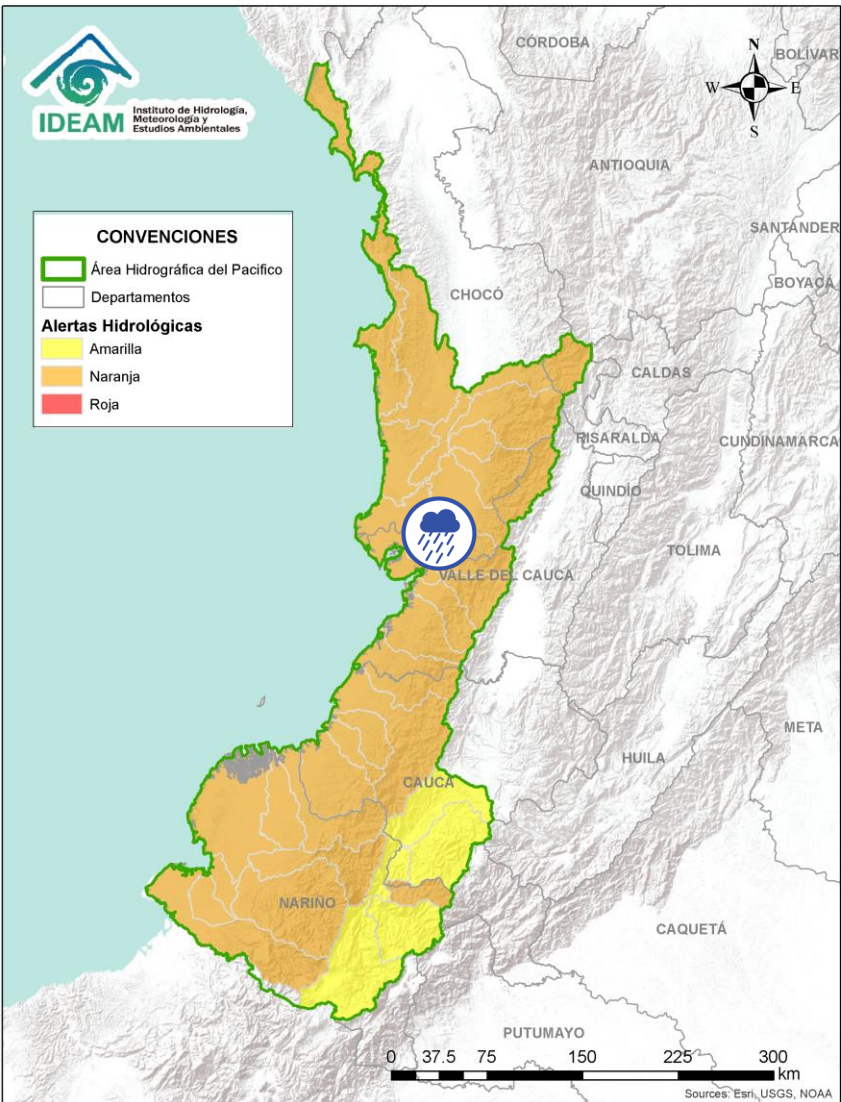 IDEAM
Instituto de Hidrología,
Meteorología y
Estudios Ambientales
N
W E
S
CÓRDOBA
BOLIVAR
ANTIOQUIA
SANTANDER
BOYACÁ
CHOCÓ
CONVENCIONES
Área Hidrográfica del Pacifico
Departamentos
Alertas Hidrológicas
Amarilla
Naranja
Roja
CALDAS
RISARALDA
CUNDINAMARCA
QUINDÍO
TOLIMA
VALLE DEL CAUCA
META
HUILA
CAUCA
NARIÑO
CAQUETÁ
PUTUMAYO
0 37.5 75 150 225 300
km
Sources: Esri, USGS, NOAA